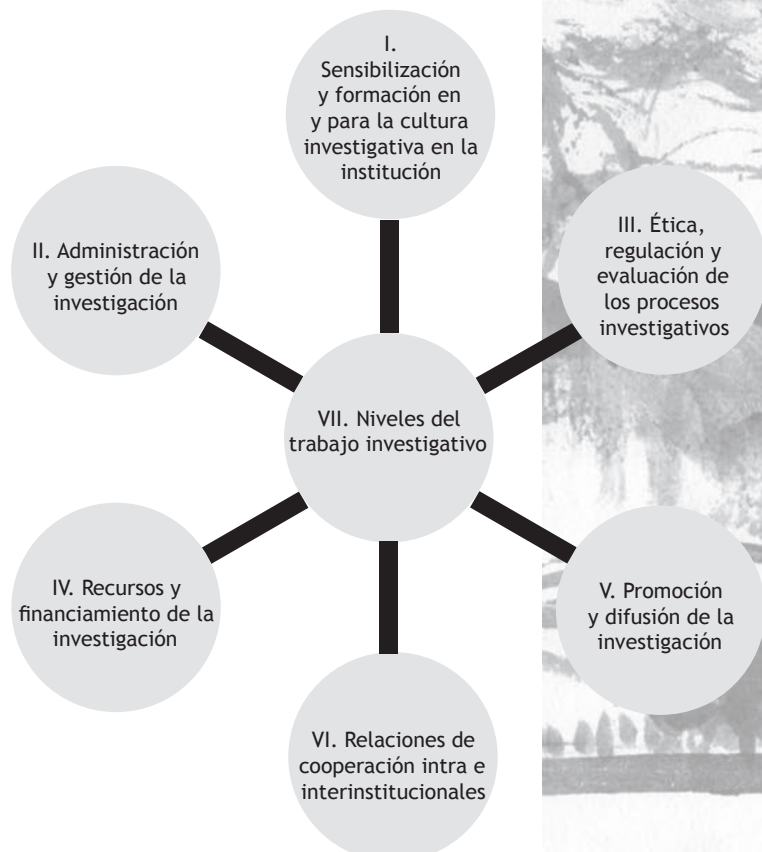 I.
Sensibilización
y formación en
y para la cultura
investigativa en la
institución
II. Administración
y gestión de la
investigación
III. Ética,
regulación y
evaluación de
los procesos
investigativos
VII. Niveles del
trabajo investigativo
IV. Recursos y
financiamiento de la
investigación
V. Promoción
y difusión de la
investigación
VI. Relaciones de
cooperación intra e
interinstitucionales